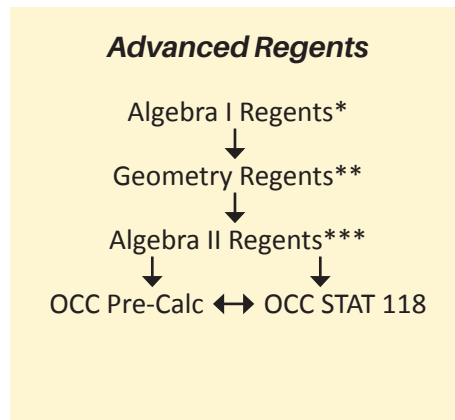 Advanced Regents
Algebra I Regents*
Geometry Regents**
Algebra II Regents***
OCC Pre-Calc OCC STAT 118